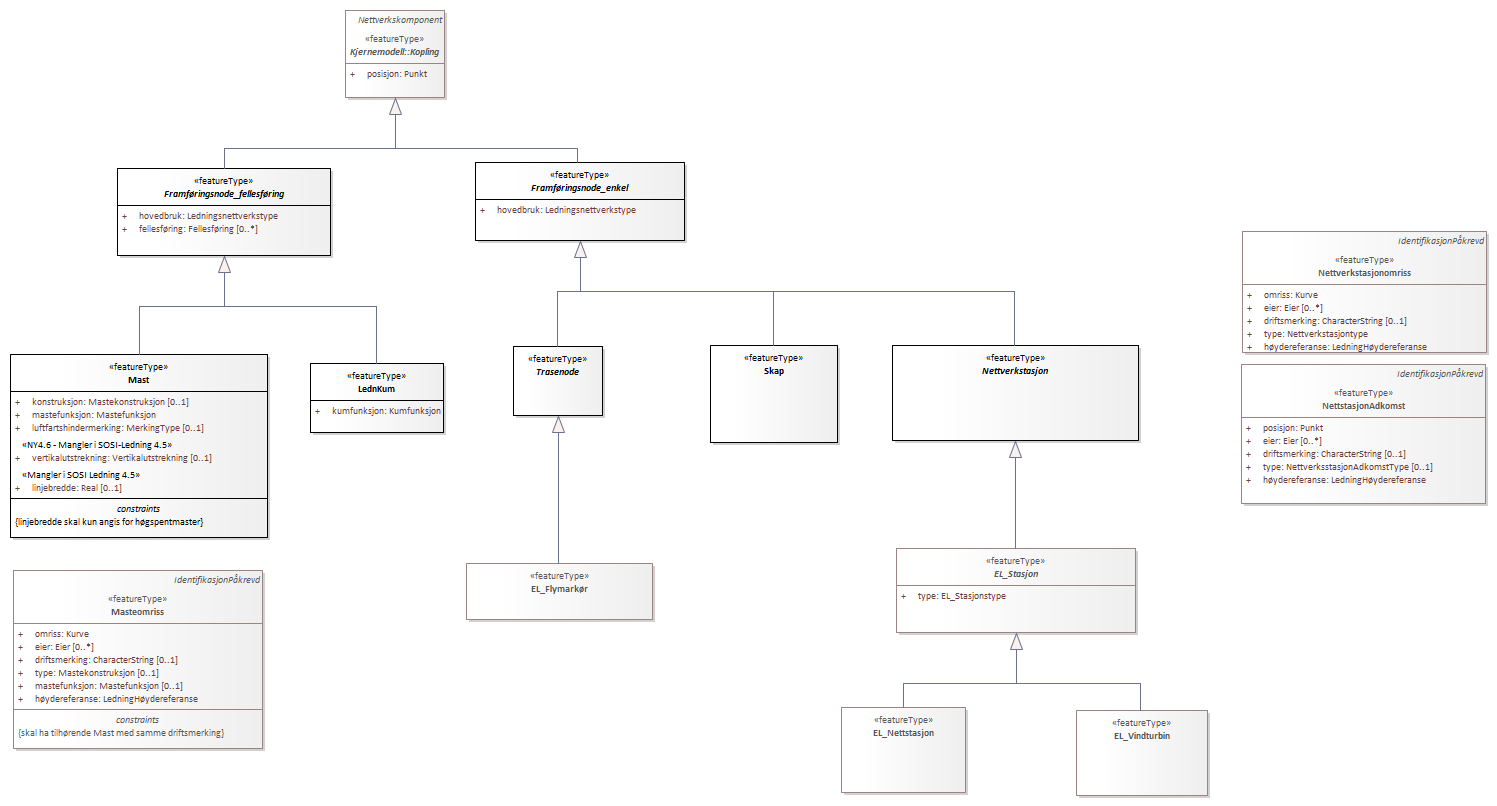 Nettverkskomponent
«featureType»
Kjernemodell::Kopling
+ posisjon: Punkt
«featureType»
Framføringsnode_fellesføring
+ hovedbruk: Ledningsnettverkstype
+ fellesføring: Fellesføring [0..*]
«featureType»
Framføringsnode_enkel
+ hovedbruk: Ledningsnettverkstype
IdentifikasjonPåkrevd
«featureType»
Nettverkstasjonomriss
+ omriss: Kurve
+ eier: Eier [0..*]
+ driftsmerking: CharacterString [0..1]
+ type: Nettverkstasjontype
+ høydereferanse: LedningHøydereferanse
«featureType»
Mast
+ konstruksjon: Mastekonstruksjon [0..1]
+ mastefunksjon: Mastefunksjon
+ luftfartshindermerking: MerkingType [0..1]
«NY4.6 - Mangler i SOSI-Ledning 4.5»
+ vertikalutstrekning: Vertikalutstrekning [0..1]
«Mangler i SOSI Ledning 4.5»
+ linjebredde: Real [0..1]
constraints
{linjebredde skal kun angis for høgspentmaster}
«featureType»
LednKum
+ kumfunksjon: Kumfunksjon
«featureType»
Trasenode
«featureType»
Skap
«featureType»
Nettverkstasjon
IdentifikasjonPåkrevd
«featureType»
NettstasjonAdkomst
+ posisjon: Punkt
+ eier: Eier [0..*]
+ driftsmerking: CharacterString [0..1]
+ type: NettverksstasjonAdkomstType [0..1]
+ høydereferanse: LedningHøydereferanse
IdentifikasjonPåkrevd
«featureType»
Masteomriss
+ omriss: Kurve
+ eier: Eier [0..*]
+ driftsmerking: CharacterString [0..1]
+ type: Mastekonstruksjon [0..1]
+ mastefunksjon: Mastefunksjon [0..1]
+ høydereferanse: LedningHøydereferanse
constraints
{skal ha tilhørende Mast med samme driftsmerking}
«featureType»
EL_Flymarkør
«featureType»
EL_Stasjon
+ type: EL_Stasjonstype
«featureType»
EL_Nettstasjon
«featureType»
EL_Vindturbin